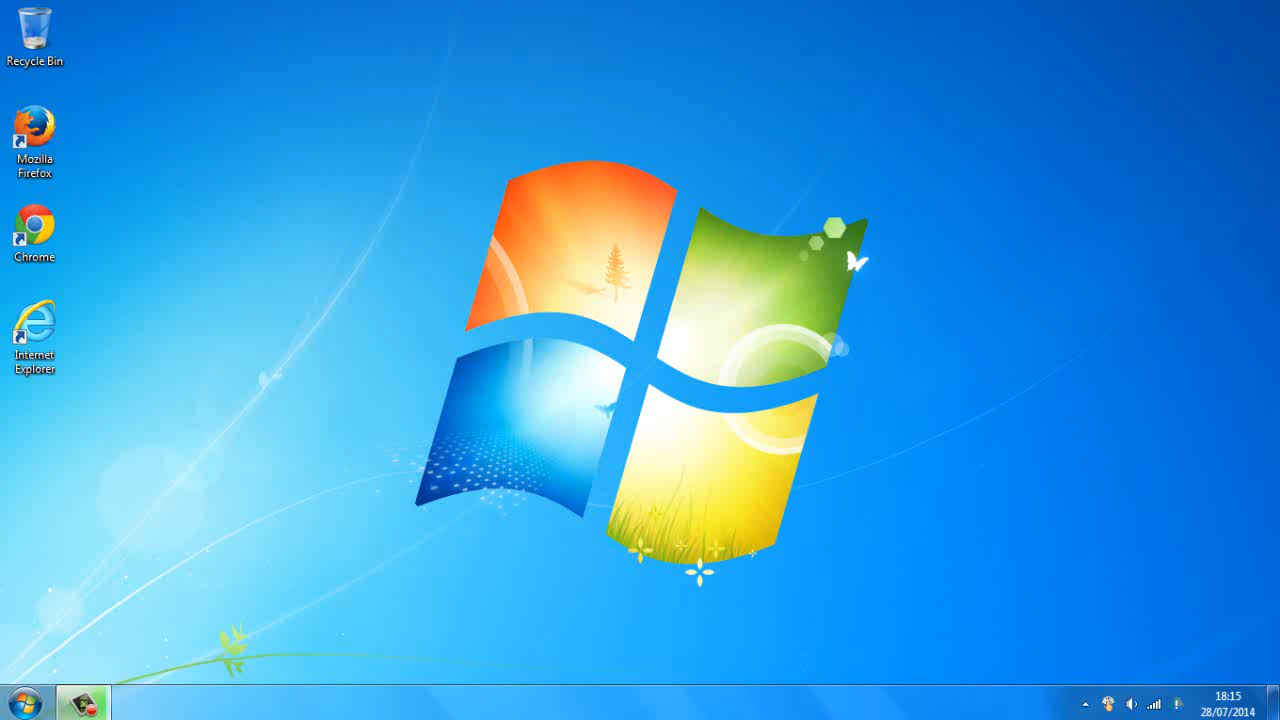 Recycle Bin
Mozilla
Firefox
Chrome
Internet
Explorer
18:15
28/07/2014